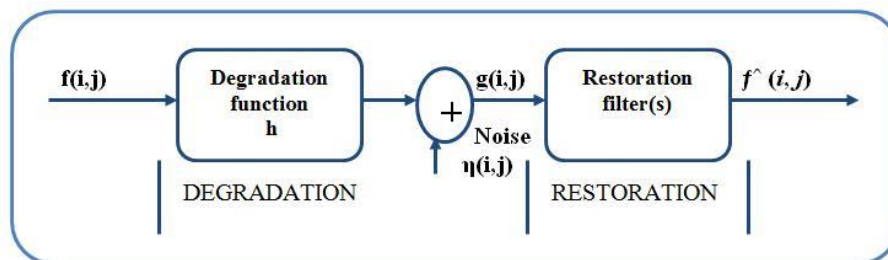 f(i,j)
Degradation
function
h
+
g(i,j)
Noise
η(i,j)
Restoration
filter(s)
f^ (i, j)
DEGRADATION
RESTORATION